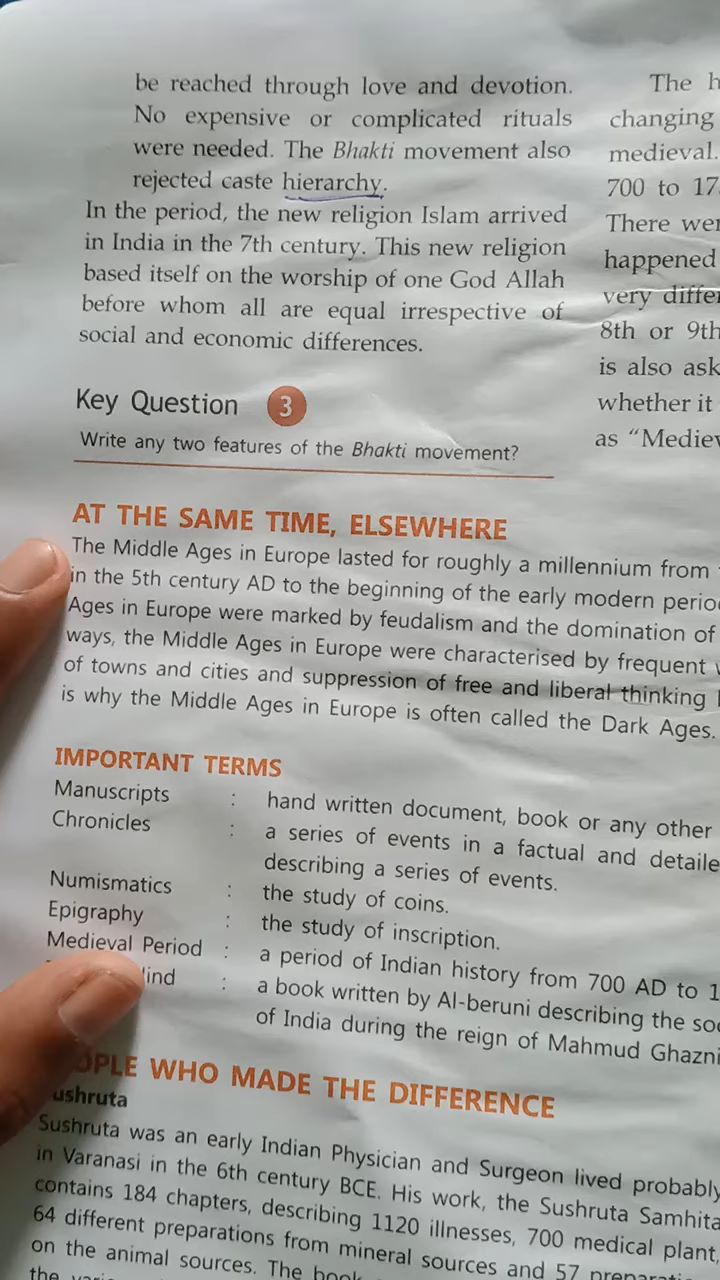 be reached through love and devotion.
No expensive or complicated rituals
were needed. The Bhakti movement also
rejected caste hierarchy.
In the period, the new religion Islam arrived
in India in the 7th century. This new religion
based itself on the worship of one God Allah
before whom all are equal irrespective of
social and economic differences.
Key Question 3
Write any two features of the Bhakti movement?
The
changing
medieval.
700 to
There
happened
very
8th or 9th
is also
whether it
as
AT THE SAME TIME, ELSEWHERE
The Middle Ages in Europe lasted for roughly a millennium from
in the 5th century AD to the beginning of the early modern
Ages in Europe were marked by feudalism and the domination of
ways, the Middle Ages in Europe were characterised by frequent
of towns and cities and suppression of free and liberal thinking
is why the Middle Ages in Europe is often called the Dark Ages.
IMPORTANT TERMS
Manuscripts : hand written document, book or any other
Chronicles : a series of events in a factual and
describing a series of events.
Numismatics : the study of coins.
Epigraphy : the study of inscription.
Medieval Period : a period of Indian history from 700 AD to
: a book written by Al-beruni describing the
of India during the reign of Mahmud Ghazni
WHO MADE THE DIFFERENCE
Sushruta was an early Indian Physician and Surgeon lived probably
in Varanasi in the 6th century BCE. His work, the Sushruta Samhita
contains 184 chapters, describing 1120 illnesses, 700 medical plant,
64 different preparations from mineral sources and 57
on the animal sources. The
the